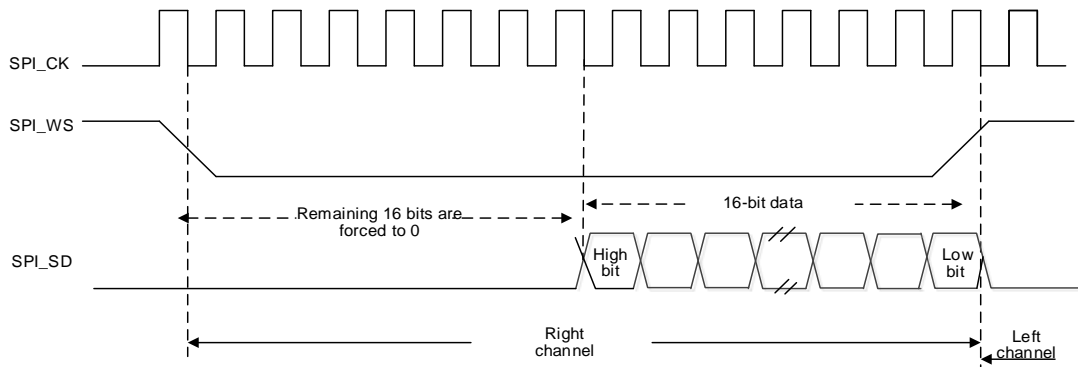 SPI_CK
SPI_WS
Remaining 16 bits are
forced to 0
16-bit data
SPI_SD
High
bit
Low
bit
Right
channel
Left
channel